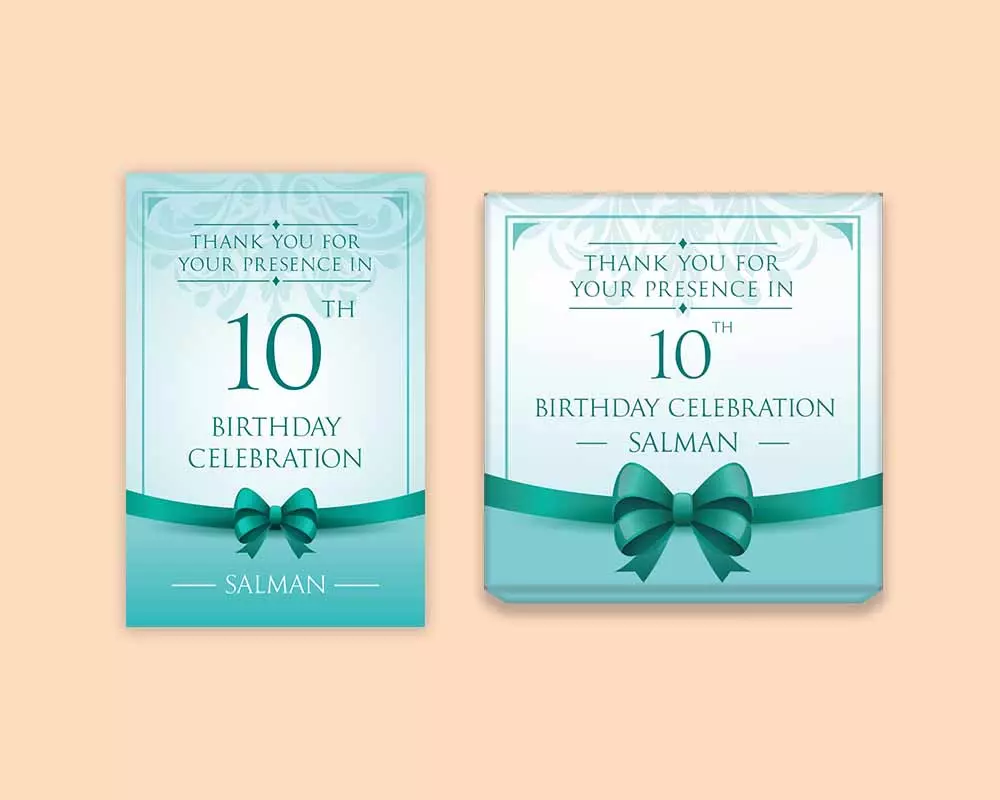 THANK YOU FOR
YOUR PRESENCE IN
10TH
BIRTHDAY
CELEBRATION
SALMAN
THANK YOU FOR
YOUR PRESENCE IN
10TH
BIRTHDAY CELEBRATION
SALMAN